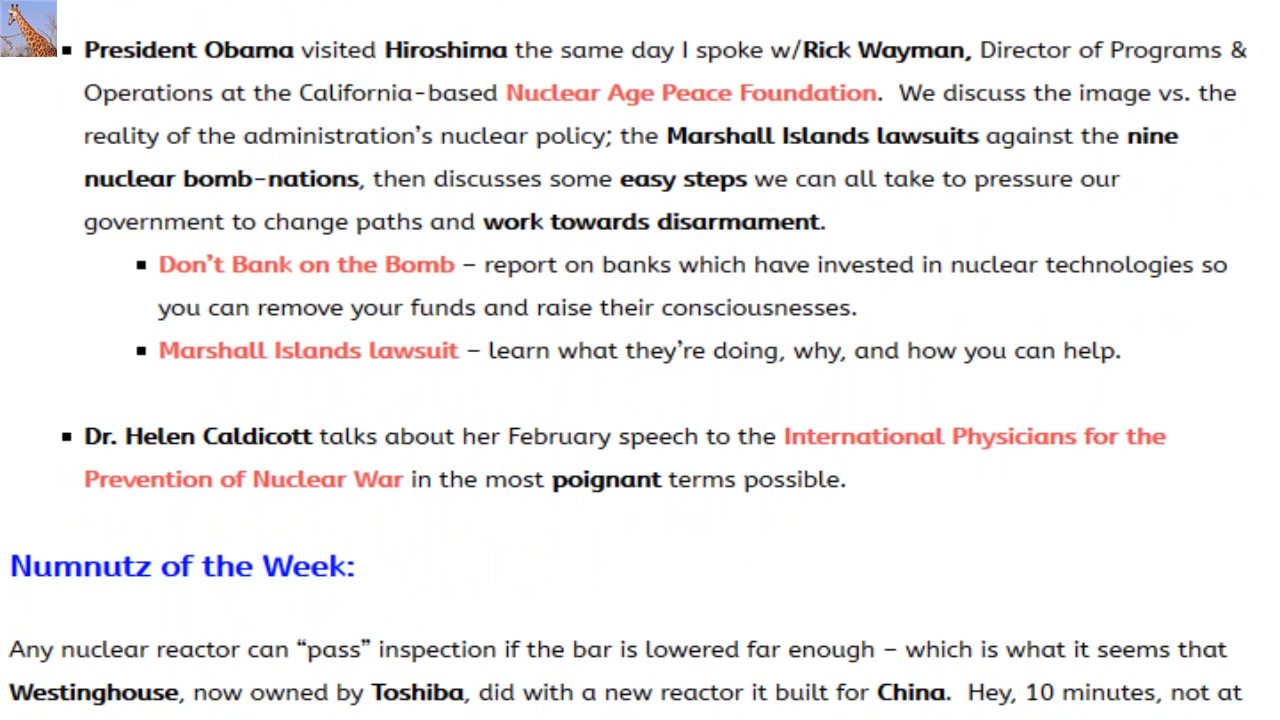 President Obama visited Hiroshima the same day I spoke w/Rick Wayman, Director of Programs &
Operations at the California-based Nuclear Age Peace Foundation.  We discuss the image vs. the
reality of the administration’s nuclear policy; the Marshall Islands lawsuits against the nine
nuclear bomb-nations, then discusses some easy steps we can all take to pressure our
government to change paths and work towards disarmament.
Don’t Bank on the Bomb – report on banks which have invested in nuclear technologies so
you can remove your funds and raise their consciousnesses.
Marshall Islands lawsuit – learn what they’re doing, why, and how you can help.
Dr. Helen Caldicott talks about her February speech to the International Physicians for the
Prevention of Nuclear War in the most poignant terms possible.
Numnutz of the Week:
Any nuclear reactor can “pass” inspection if the bar is lowered far enough – which is what it seems that
Westinghouse, now owned by Toshiba, did with a new reactor it built for China.  Hey, 10 minutes, not at